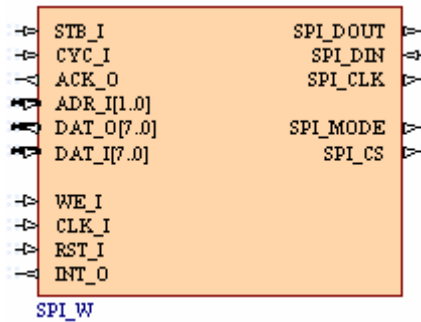 STB_I
CYC_I
ACK_O
ADR_I[1..0]
DAT_O[7..0]
DAT_I[7..0]
WE_I
CLK_I
RST_I
INT_O
SPI_DOUT
SPI_DIN
SPI_CLK
SPI_MODE
SPI_CS
SPI_W